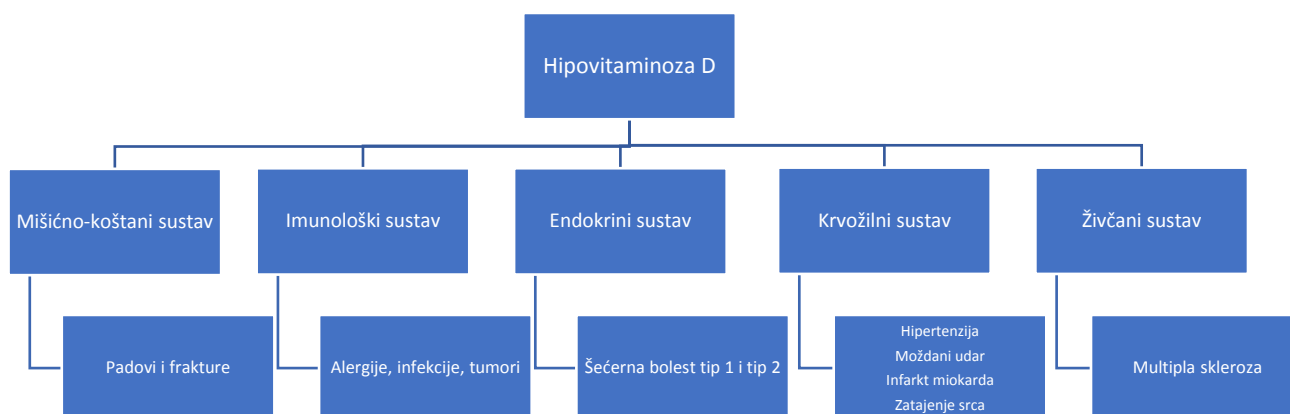 Hipovitaminoza D
Mišićno-koštani sustav
Imunološki sustav
Endokrini sustav
Krvožilni sustav
Živčani sustav
Padovi i frakture
Alergije, infekcije, tumori
Šećerna bolest tip 1 i tip 2
Hipertenzija
Moždani udar
Infarkt miokarda
Zatajenje srca
Multipla skleroza